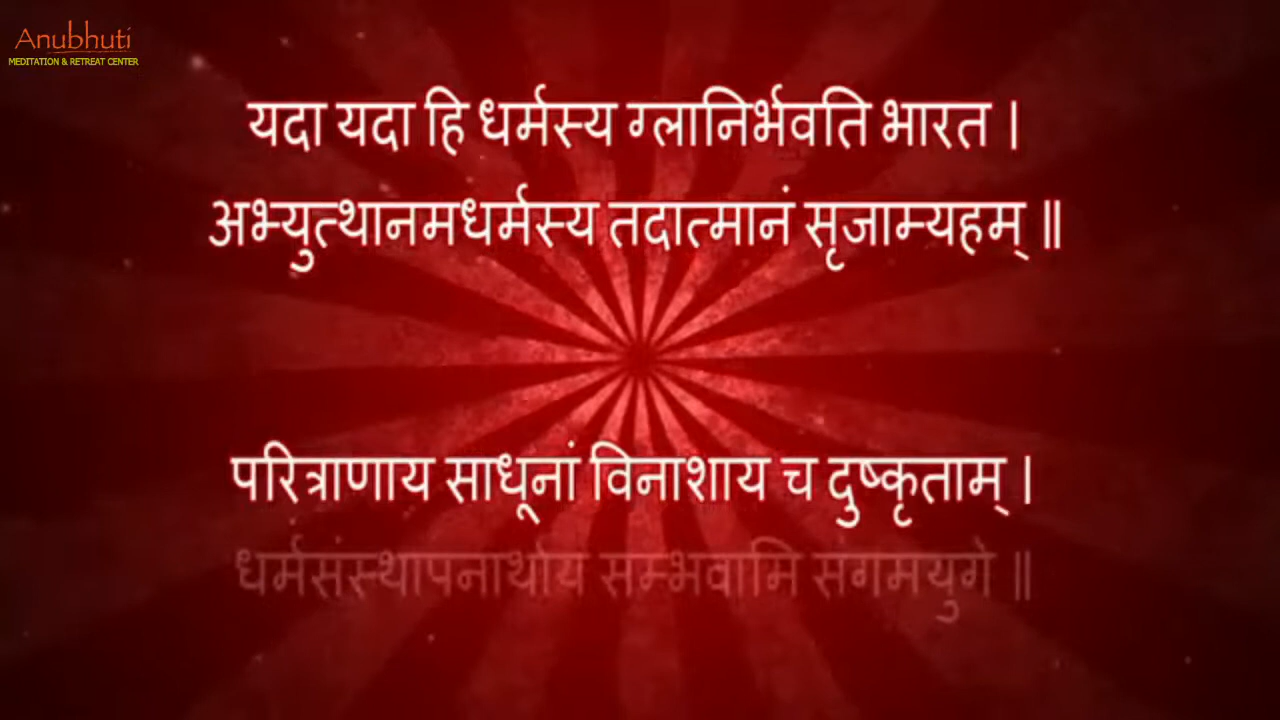 Anubhuti
MEDITATION & RETREAT CENTER
यदा यदा हि धर्मस्य ग्लानिर्भवति भारत ।
अभ्युत्थानमधर्मस्य तदात्मानं सृजाम्यहम् ॥
परित्राणाय साधूनां विनाशाय च दुष्कृताम् ।
धर्मसंस्थापनार्थाय सम्भवामि संगमयुगे ॥